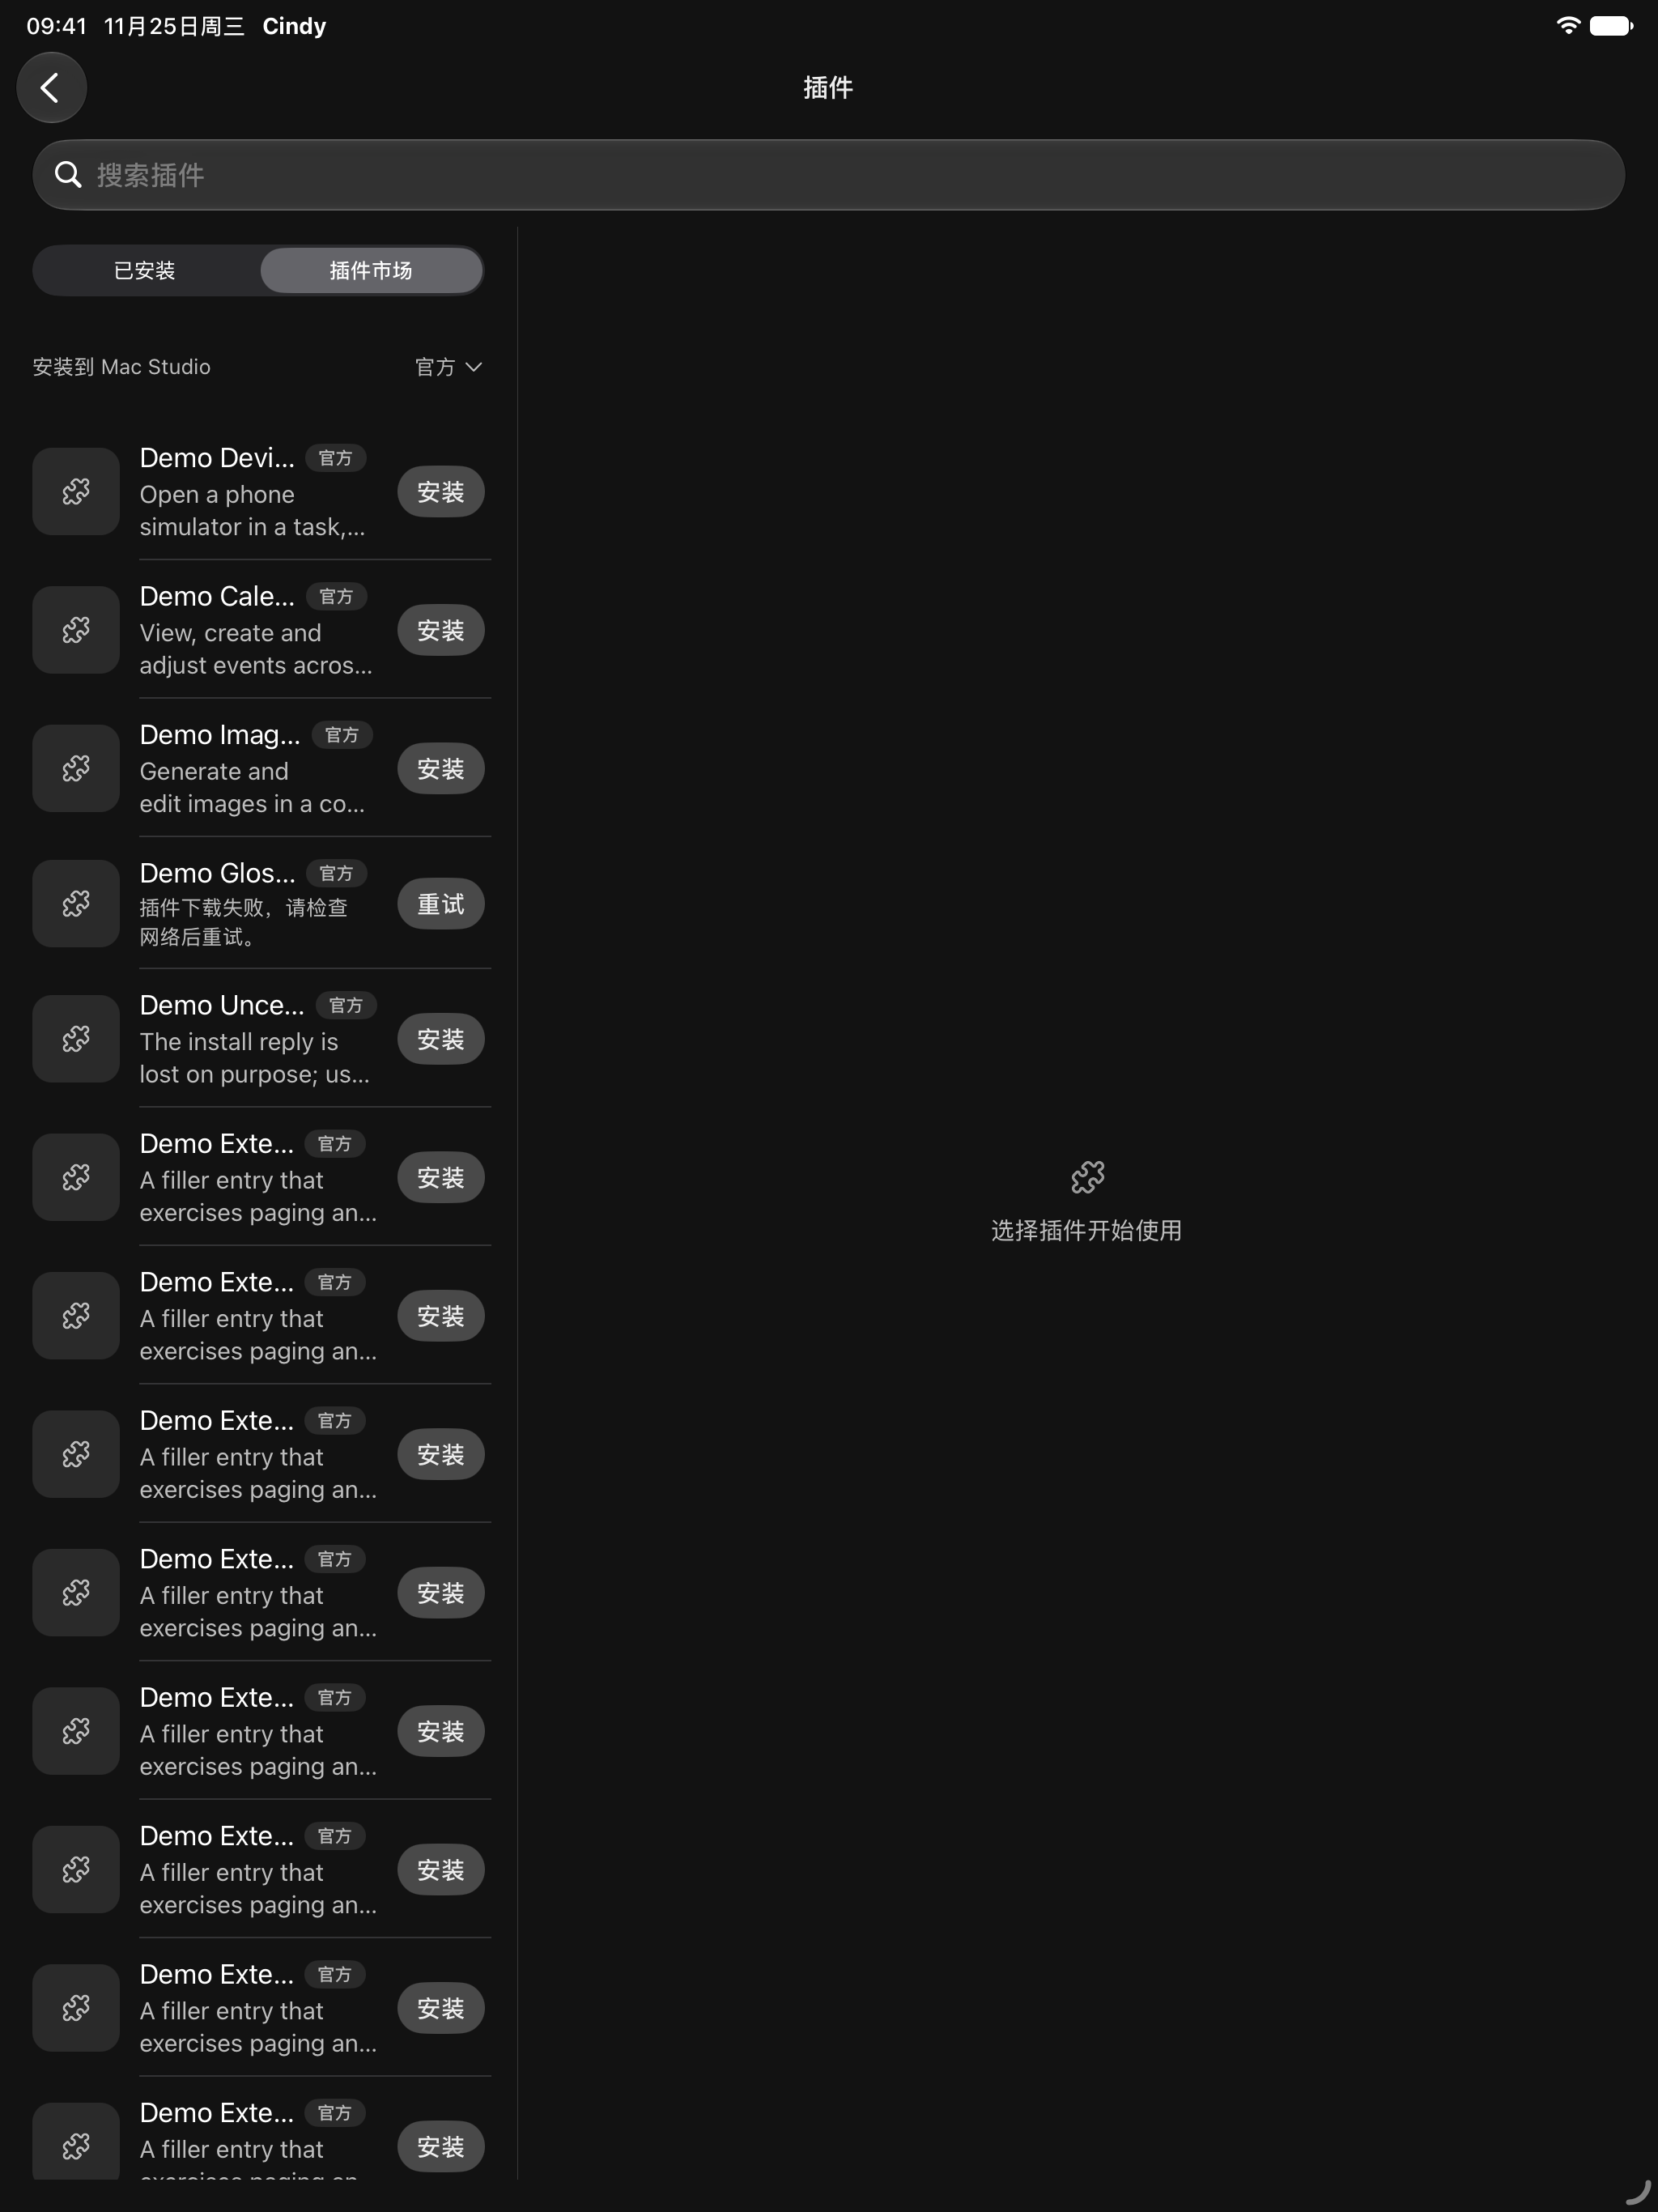 09:41 11月25日周三 Cindy
插件
搜索插件
已安装 插件市场
安装到 Mac Studio 官方
Demo Devi... 官方
Open a phone
simulator in a task,...
安装
Demo Cale... 官方
View, create and
adjust events acros...
安装
Demo Imag... 官方
Generate and
edit images in a co...
安装
Demo Glos... 官方
插件下载失败，请检查
网络后重试。
重试
Demo Unce... 官方
The install reply is
lost on purpose; us...
安装
Demo Exte... 官方
A filler entry that
exercises paging an...
安装
Demo Exte... 官方
A filler entry that
exercises paging an...
安装
Demo Exte... 官方
A filler entry that
exercises paging an...
安装
Demo Exte... 官方
A filler entry that
exercises paging an...
安装
Demo Exte... 官方
A filler entry that
exercises paging an...
安装
Demo Exte... 官方
A filler entry that
exercises paging an...
安装
Demo Exte... 官方
A filler entry that
exercises paging an...
安装
Demo Exte... 官方
A filler entry that
安装
选择插件开始使用